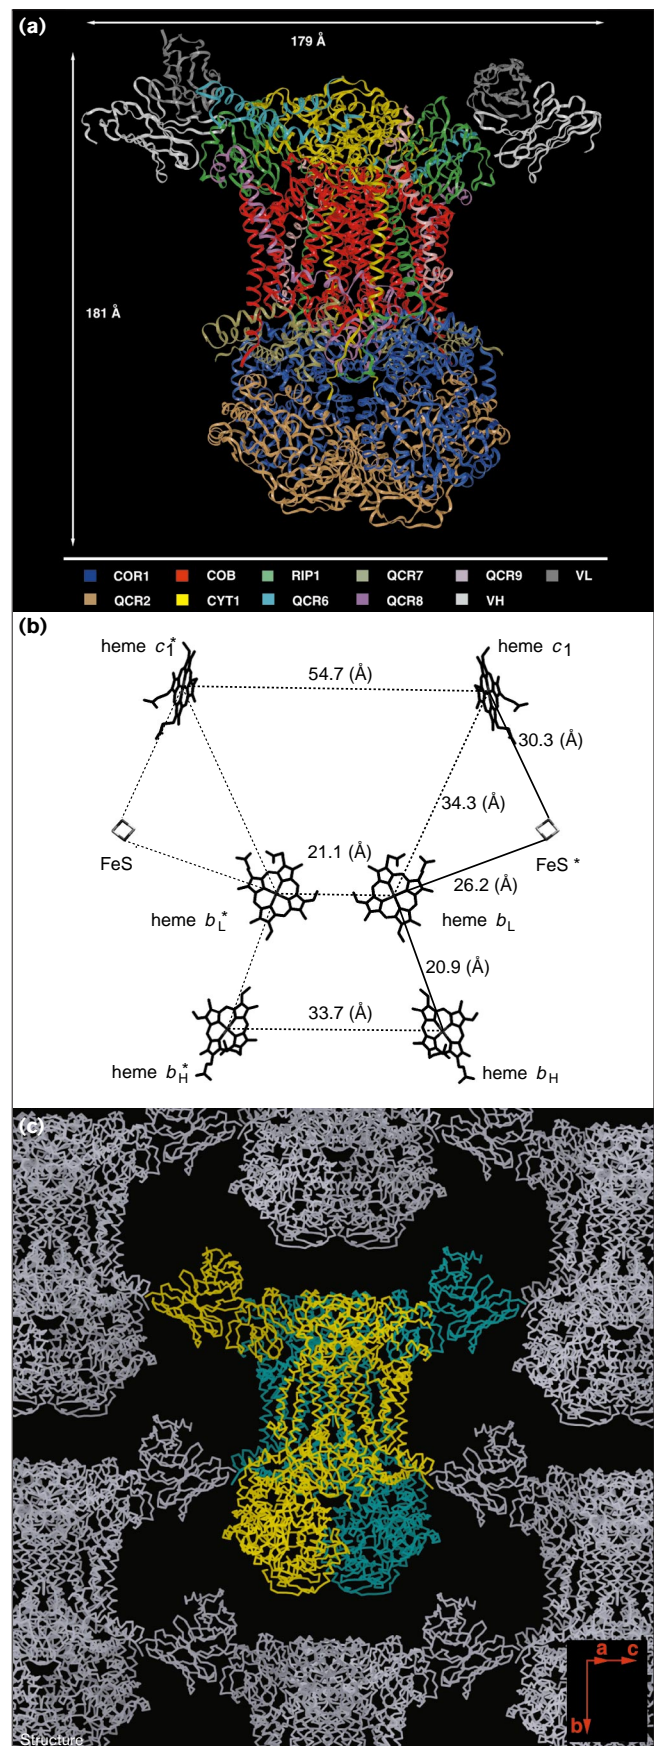 (a)
179 Å
181 Å
COR1 COB RIP1 QCR7 QCR9 VL
QCR2 CYT1 QCR6 QCR8 VH
(b)
heme c1* heme c1
54.7 (Å)
30.3 (Å)
34.3 (Å)
21.1 (Å)
FeS FeS *
26.2 (Å)
heme bL* heme bL
20.9 (Å)
33.7 (Å)
heme bH* heme bH
(c)
a c
b
Structure